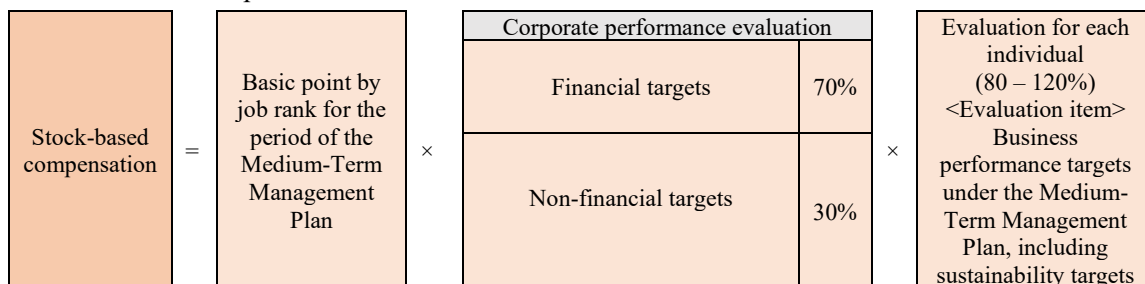 Stock-based
compensation
=
Basic point by
job rank for the
period of the
Medium-Term
Management
Plan
×
Corporate performance evaluation
Financial targets
70%
Non-financial targets
30%
×
Evaluation for each
individual
(80 – 120%)
<Evaluation item>
Business
performance targets
under the Medium-
Term Management
Plan, including
sustainability targets